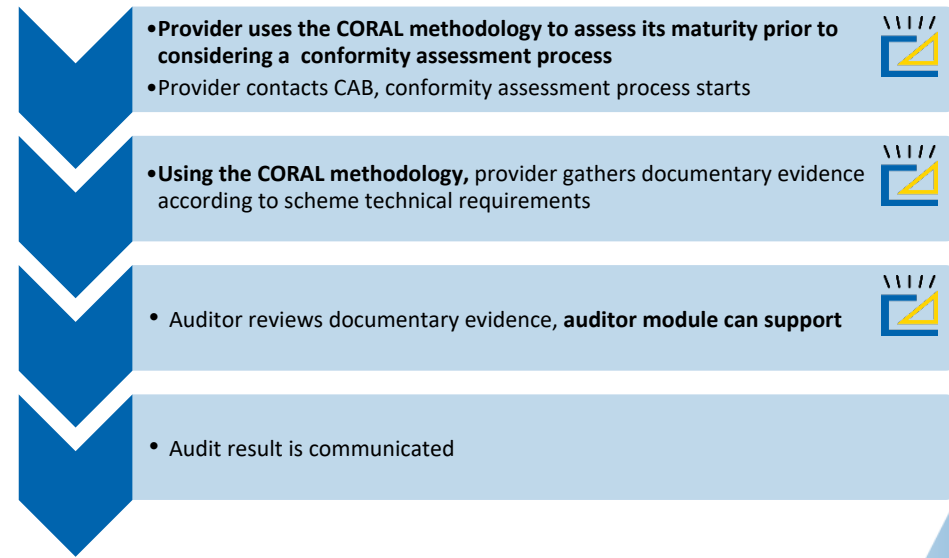 •Provider uses the CORAL methodology to assess its maturity prior to
considering a conformity assessment process
•Provider contacts CAB, conformity assessment process starts
•Using the CORAL methodology, provider gathers documentary evidence
according to scheme technical requirements
• Auditor reviews documentary evidence, auditor module can support
• Audit result is communicated